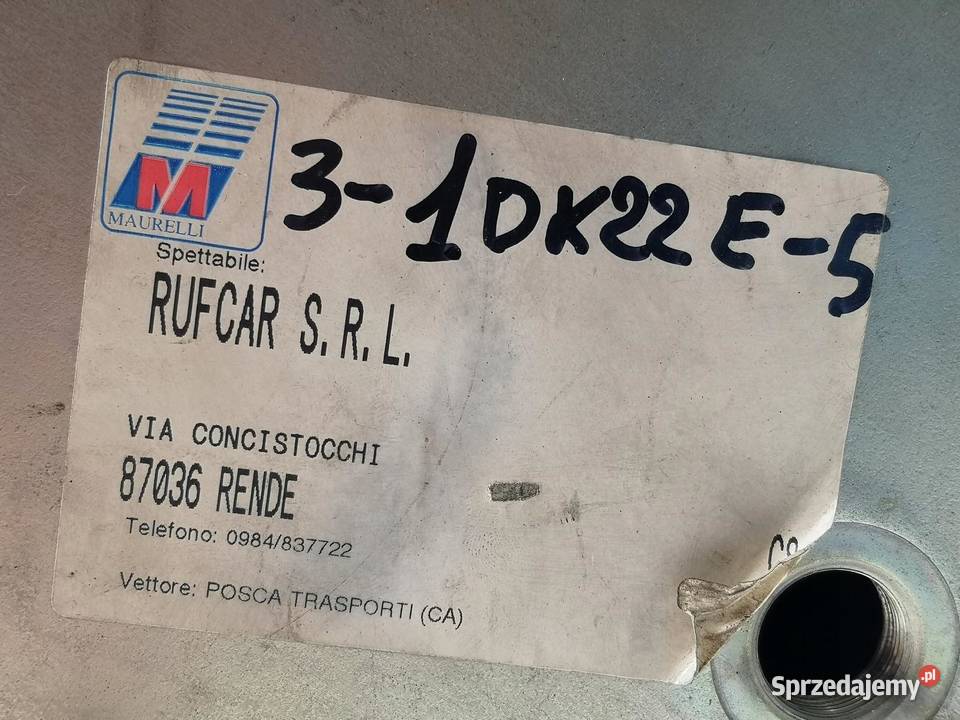 M
MAURELLI
3-1DK22E-5
Spettabile:
RUFCAR S.R.L.
VIA CONCISTOCCHI
87036 RENDE
Telefono: 0984/837722
Vettore: POSCA TRASPORTI (CA)
Sprzedajemy.pl